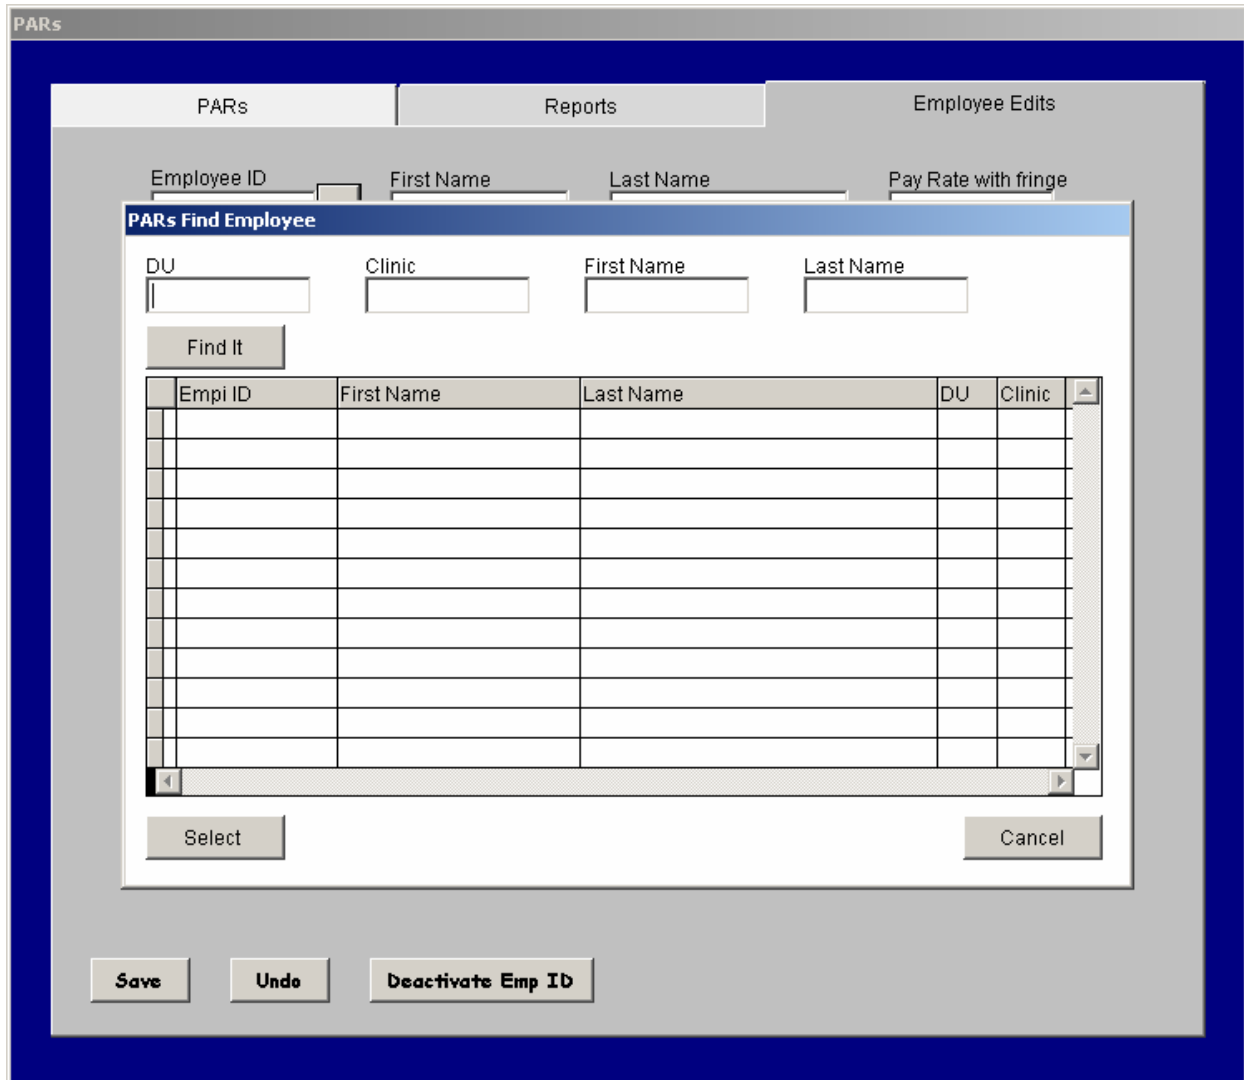 PARs
PARs Reports Employee Edits
Employee ID First Name Last Name Pay Rate with fringe
PARs Find Employee
DU Clinic First Name Last Name
Find It
Empi ID First Name Last Name DU Clinic
Select Cancel
Save Undo Deactivate Emp ID